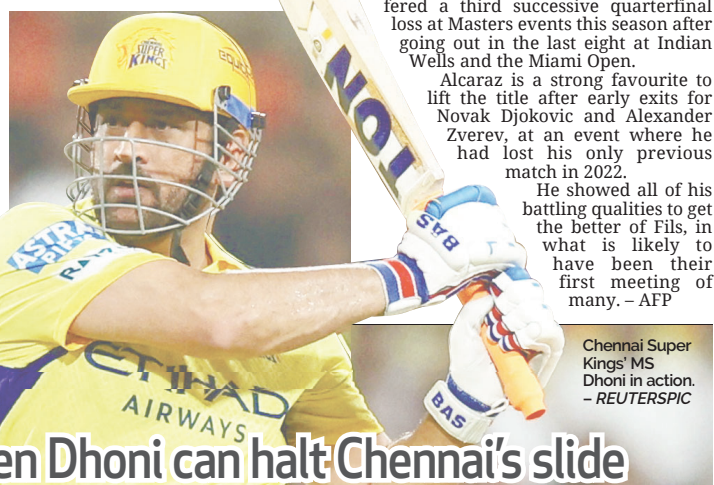 fered a third successive quarterfinal
loss at Masters events this season after
going out in the last eight at Indian
Wells and the Miami Open.
Alcaraz is a strong favourite to
lift the title after early exits for
Novak Djokovic and Alexander
Zverev, at an event where he
had lost his only previous
match in 2022.
He showed all of his
battling qualities to get
the better of Fils, in
what is likely to
have been their
first meeting of
many. – AFP
CHENNAI
SUPER
KINGS
TON
BAS
BAS
ETIHAD
AIRWAYS
Chennai Super
Kings' MS
Dhoni in action.
– REUTERSPIC
en Dhoni can halt Chennai's slide